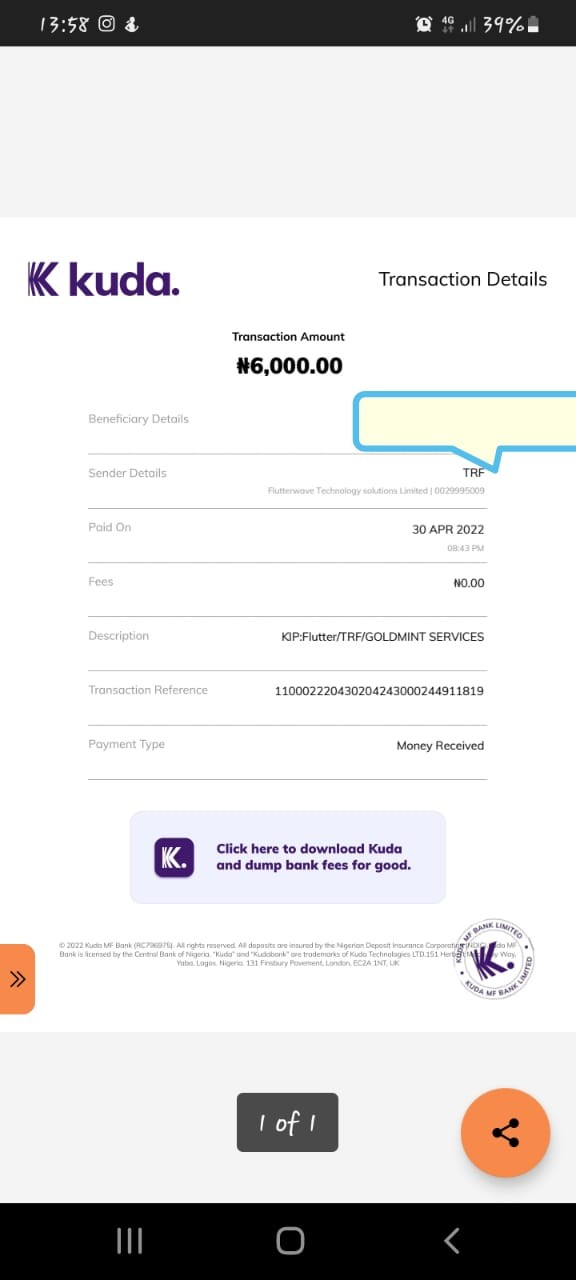 13:58 4G 39%
kuda.
Transaction Details
Transaction Amount
₦6,000.00
Beneficiary Details
Sender Details TRF
Flutterwave Technology solutions Limited | 0029995009
Paid On 30 APR 2022
08:43 PM
Fees ₦0.00
Description KIP:Flutter/TRF/GOLDMINT SERVICES
Transaction Reference 110002220430204243000244911819
Payment Type Money Received
K.
Click here to download Kuda
and dump bank fees for good.
© 2022 Kuda MF Bank (RC796975). All rights reserved. All deposits are insured by the Nigerian Deposit Insurance
Bank is licensed by the Central Bank of Nigeria. "Kuda" and "Kudabank" are trademarks of Kuda Technologies LTD.151 Way,
Yaba, Lagos, Nigeria. 131 Finsbury Pavement, London, EC2A 1NT, UK
KUDA MF BANK LIMITED
K.
KUDA MF BANK LIMITED
1 of 1